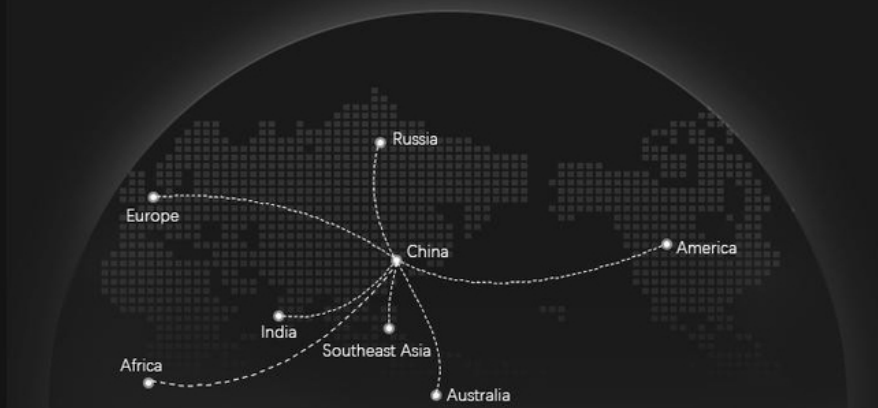 Russia
Europe
China
America
India
Southeast Asia
Africa
Australia